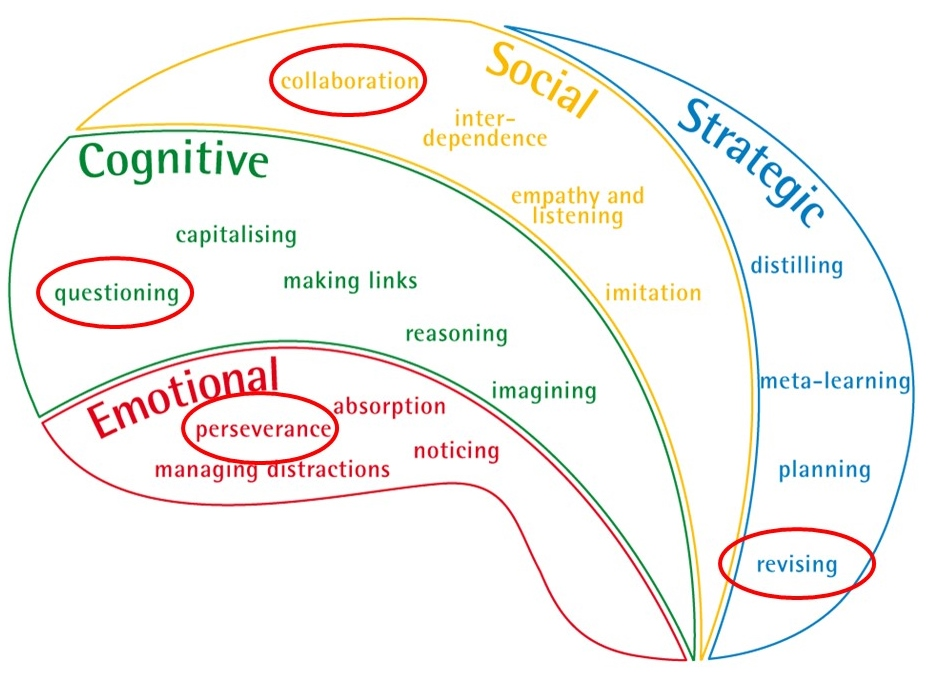 Social
collaboration
inter-
dependence
empathy and
listening
imitation
Strategic
distilling
meta-learning
planning
revising
Cognitive
capitalising
questioning
making links
reasoning
imagining
Emotional
absorption
perseverance
noticing
managing distractions